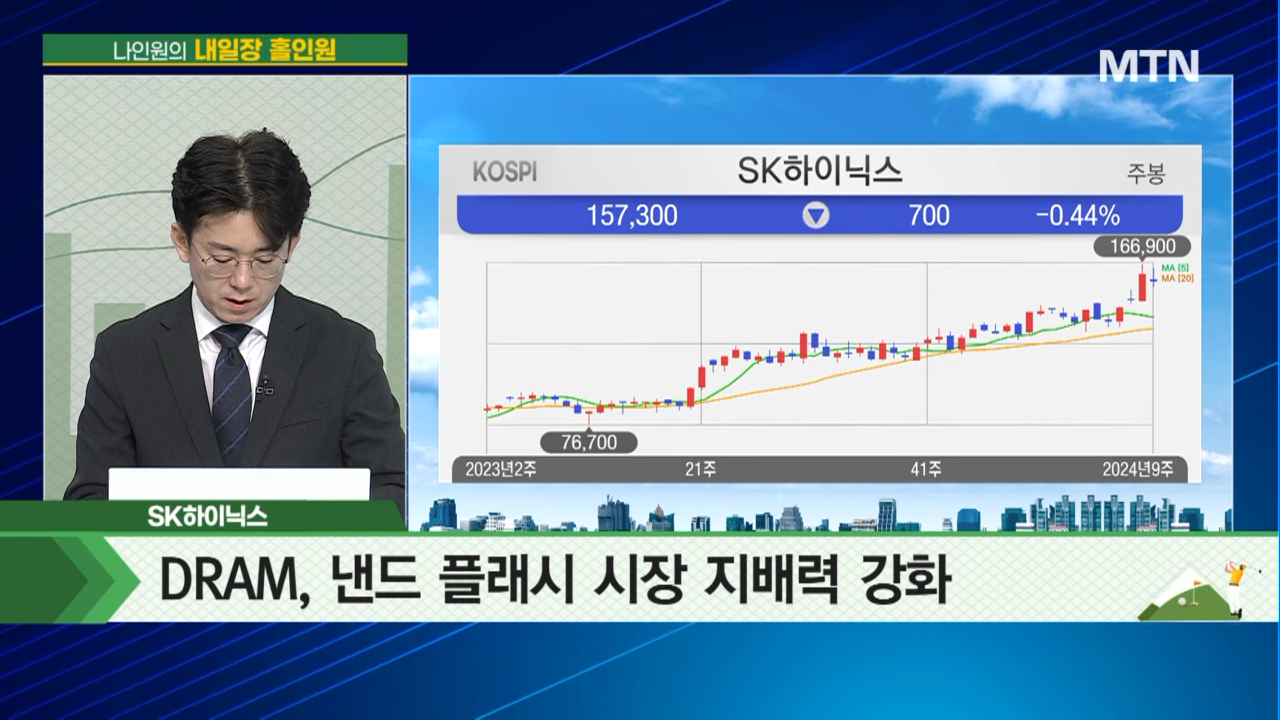 나인원의 내일장 홀인원
MTN
KOSPI
SK하이닉스
주봉
157,300 ▽ 700 -0.44%
166,900
MA [5]
MA [20]
76,700
2023년2주 21주 41주 2024년9주
SK하이닉스
DRAM, 낸드 플래시 시장 지배력 강화